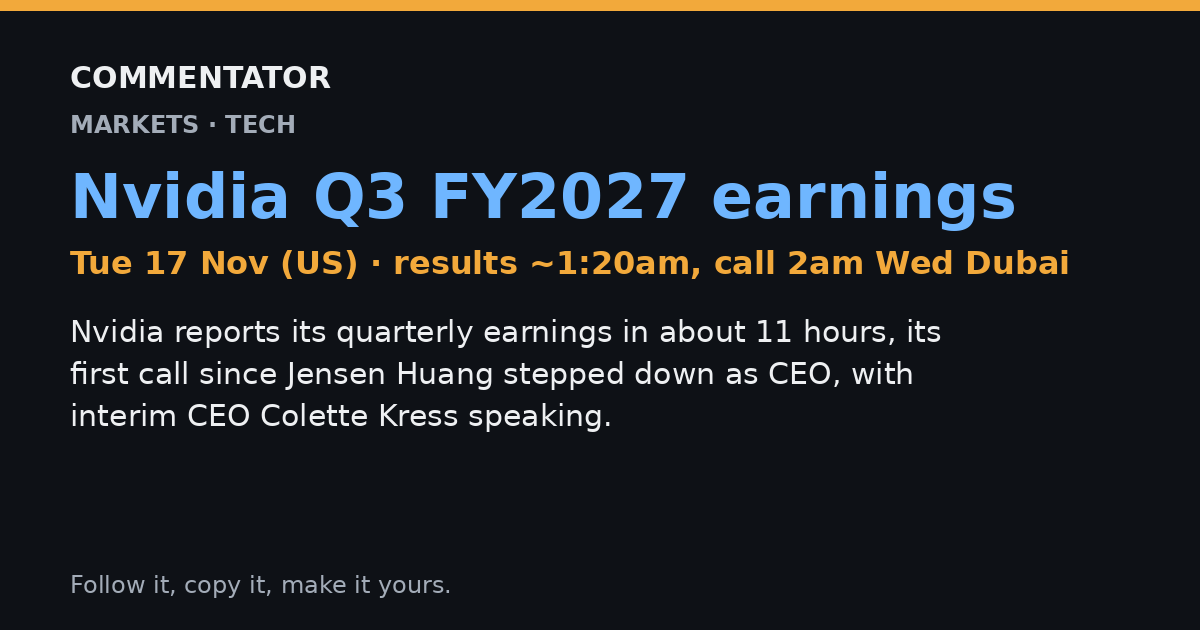 COMMENTATOR
MARKETS · TECH
Nvidia Q3 FY2027 earnings
Tue 17 Nov (US) · results ~1:20am, call 2am Wed Dubai
Nvidia reports its quarterly earnings in about 11 hours, its
first call since Jensen Huang stepped down as CEO, with
interim CEO Colette Kress speaking.
Follow it, copy it, make it yours.